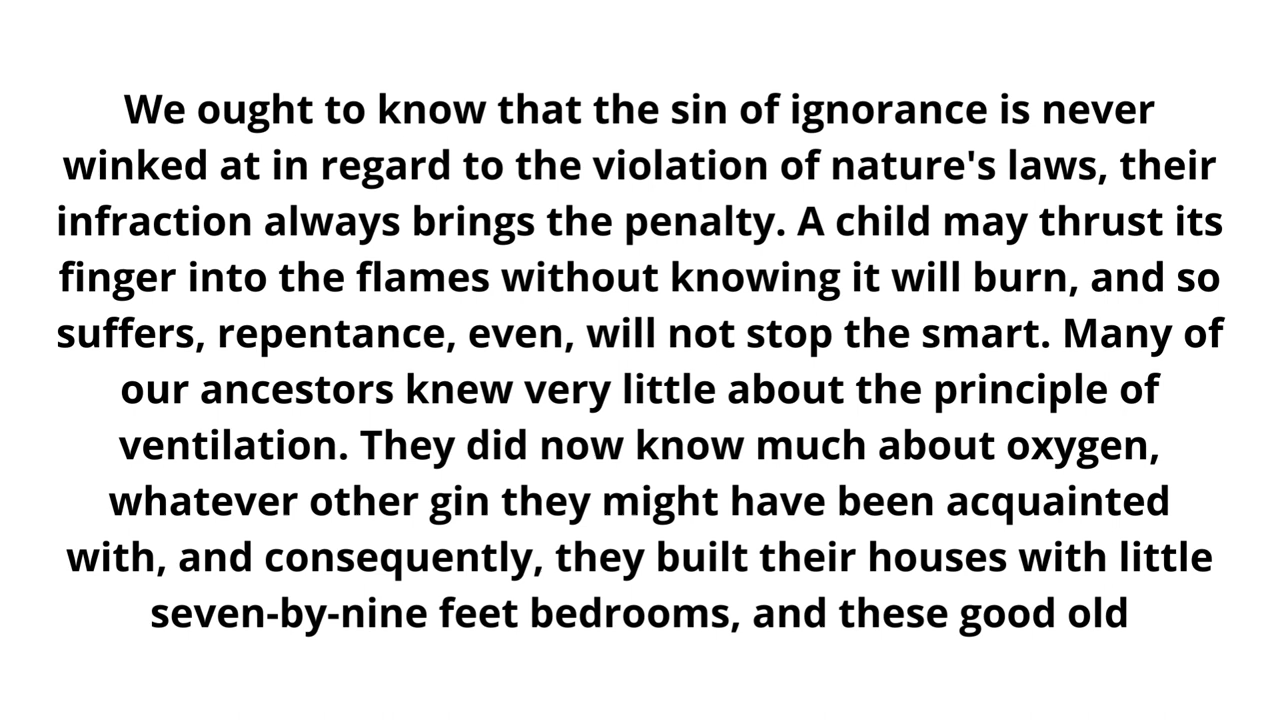 We ought to know that the sin of ignorance is never
winked at in regard to the violation of nature's laws, their
infraction always brings the penalty. A child may thrust its
finger into the flames without knowing it will burn, and so
suffers, repentance, even, will not stop the smart. Many of
our ancestors knew very little about the principle of
ventilation. They did now know much about oxygen,
whatever other gin they might have been acquainted
with, and consequently, they built their houses with little
seven-by-nine feet bedrooms, and these good old